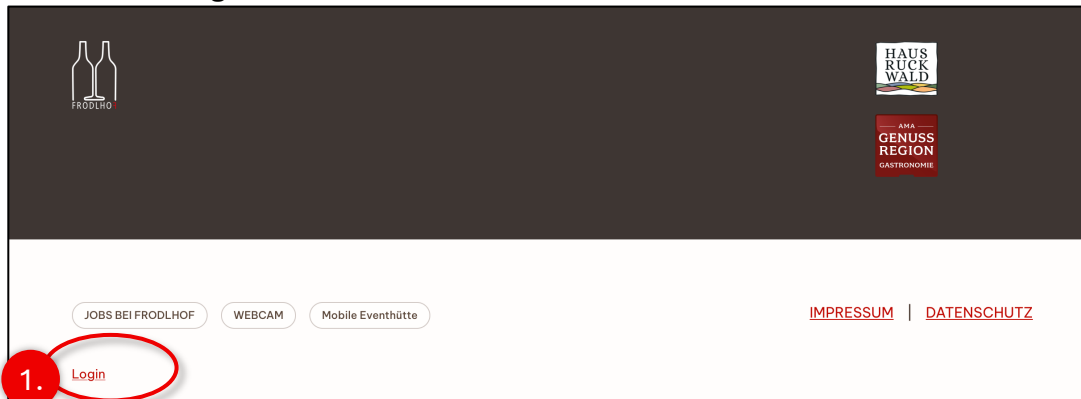 FRODLHOF
HAUS
RUCK
WALD
AMA
GENUSS
REGION
GASTRONOMIE
JOBS BEI FRODLHOF
WEBCAM
Mobile Eventhütte
IMPRESSUM | DATENSCHUTZ
1.
Login